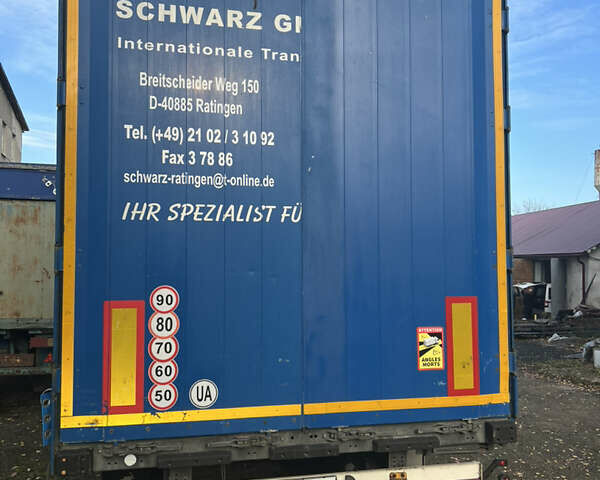 SCHWARZ G
Internationale Tran
Breitscheider Weg 150
D-40885 Ratingen
Tel. (+49) 21 02 / 3 10 92
Fax 3 78 86
schwarz-ratingen@t-online.de
IHR SPEZIALIST FÜ
90
80
70
60
50
UA
ATTENTION
ANGLES
MORTS